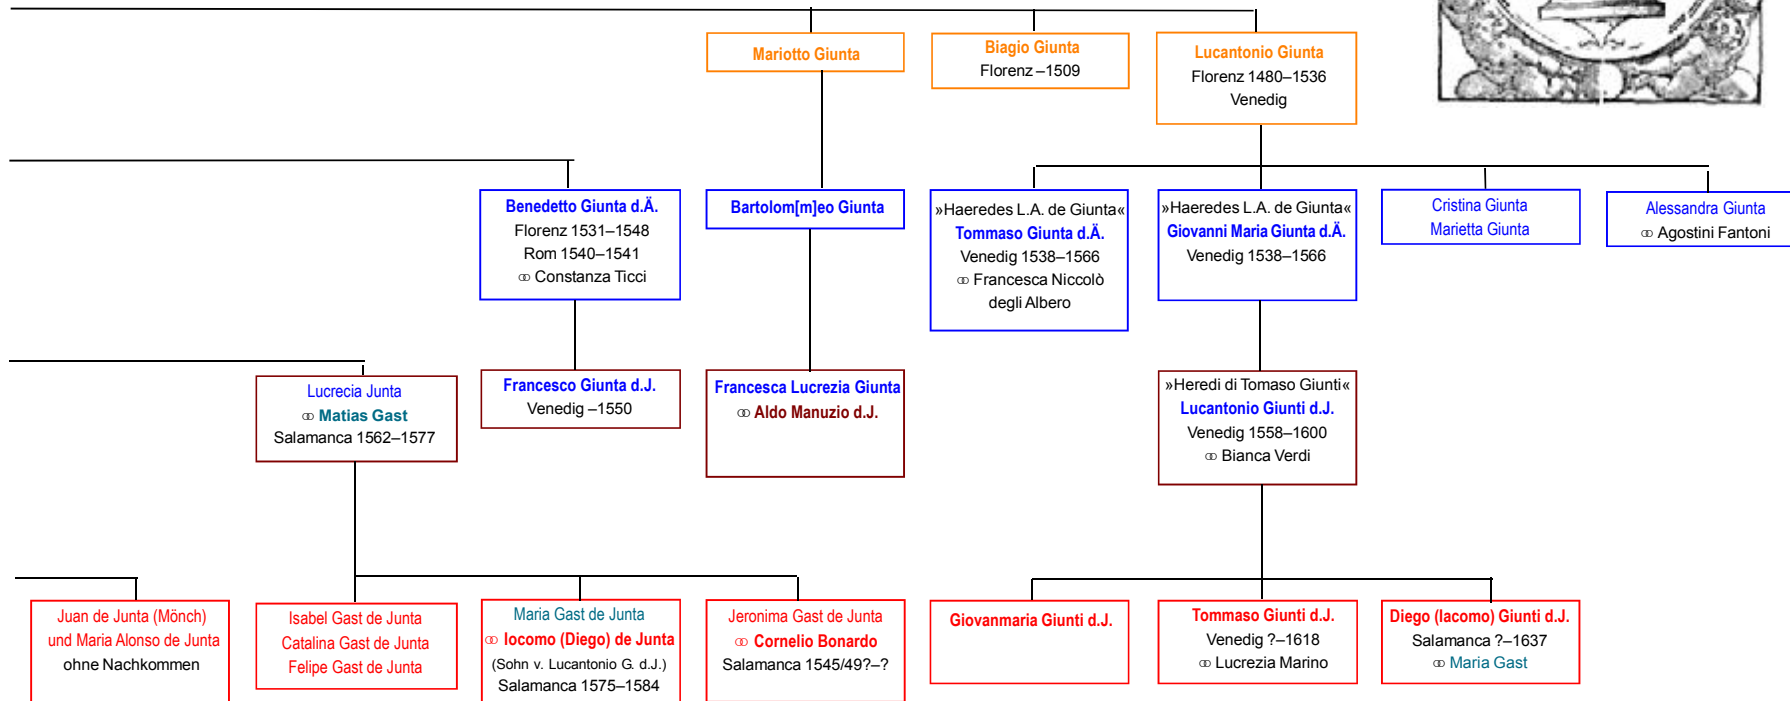 Mariotto Giunta
Biagio Giunta
Florenz –1509
Lucantonio Giunta
Florenz 1480–1536
Venedig
Benedetto Giunta d.Ä.
Florenz 1531–1548
Rom 1540–1541
⚭ Constanza Ticci
Bartolom[m]eo Giunta
»Haeredes L.A. de Giunta«
Tommaso Giunta d.Ä.
Venedig 1538–1566
⚭ Francesca Niccolò
degli Albero
»Haeredes L.A. de Giunta«
Giovanni Maria Giunta d.Ä.
Venedig 1538–1566
Cristina Giunta
Marietta Giunta
Alessandra Giunta
⚭ Agostini Fantoni
Lucrecia Junta
⚭ Matias Gast
Salamanca 1562–1577
Francesco Giunta d.J.
Venedig –1550
Francesca Lucrezia Giunta
⚭ Aldo Manuzio d.J.
»Heredi di Tomaso Giunti«
Lucantonio Giunti d.J.
Venedig 1558–1600
⚭ Bianca Verdi
Juan de Junta (Mönch)
und Maria Alonso de Junta
ohne Nachkommen
Isabel Gast de Junta
Catalina Gast de Junta
Felipe Gast de Junta
Maria Gast de Junta
⚭ Iocomo (Diego) de Junta
(Sohn v. Lucantonio G. d.J.)
Salamanca 1575–1584
Jeronima Gast de Junta
⚭ Cornelio Bonardo
Salamanca 1545/49?–?
Giovanmaria Giunti d.J.
Tommaso Giunti d.J.
Venedig ?–1618
⚭ Lucrezia Marino
Diego (Iacomo) Giunti d.J.
Salamanca ?–1637
⚭ Maria Gast